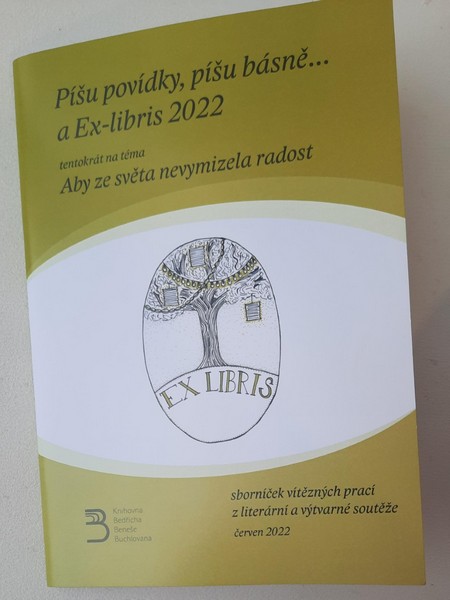 Píšu povídky, píšu básně...
a Ex-libris 2022
tentokrát na téma
Aby ze světa nevymizela radost
EX LIBRIS
sborníček vítězných prací
z literární a výtvarné soutěže
červen 2022
Knihovna
Bedřicha
Beneše
Buchlovana